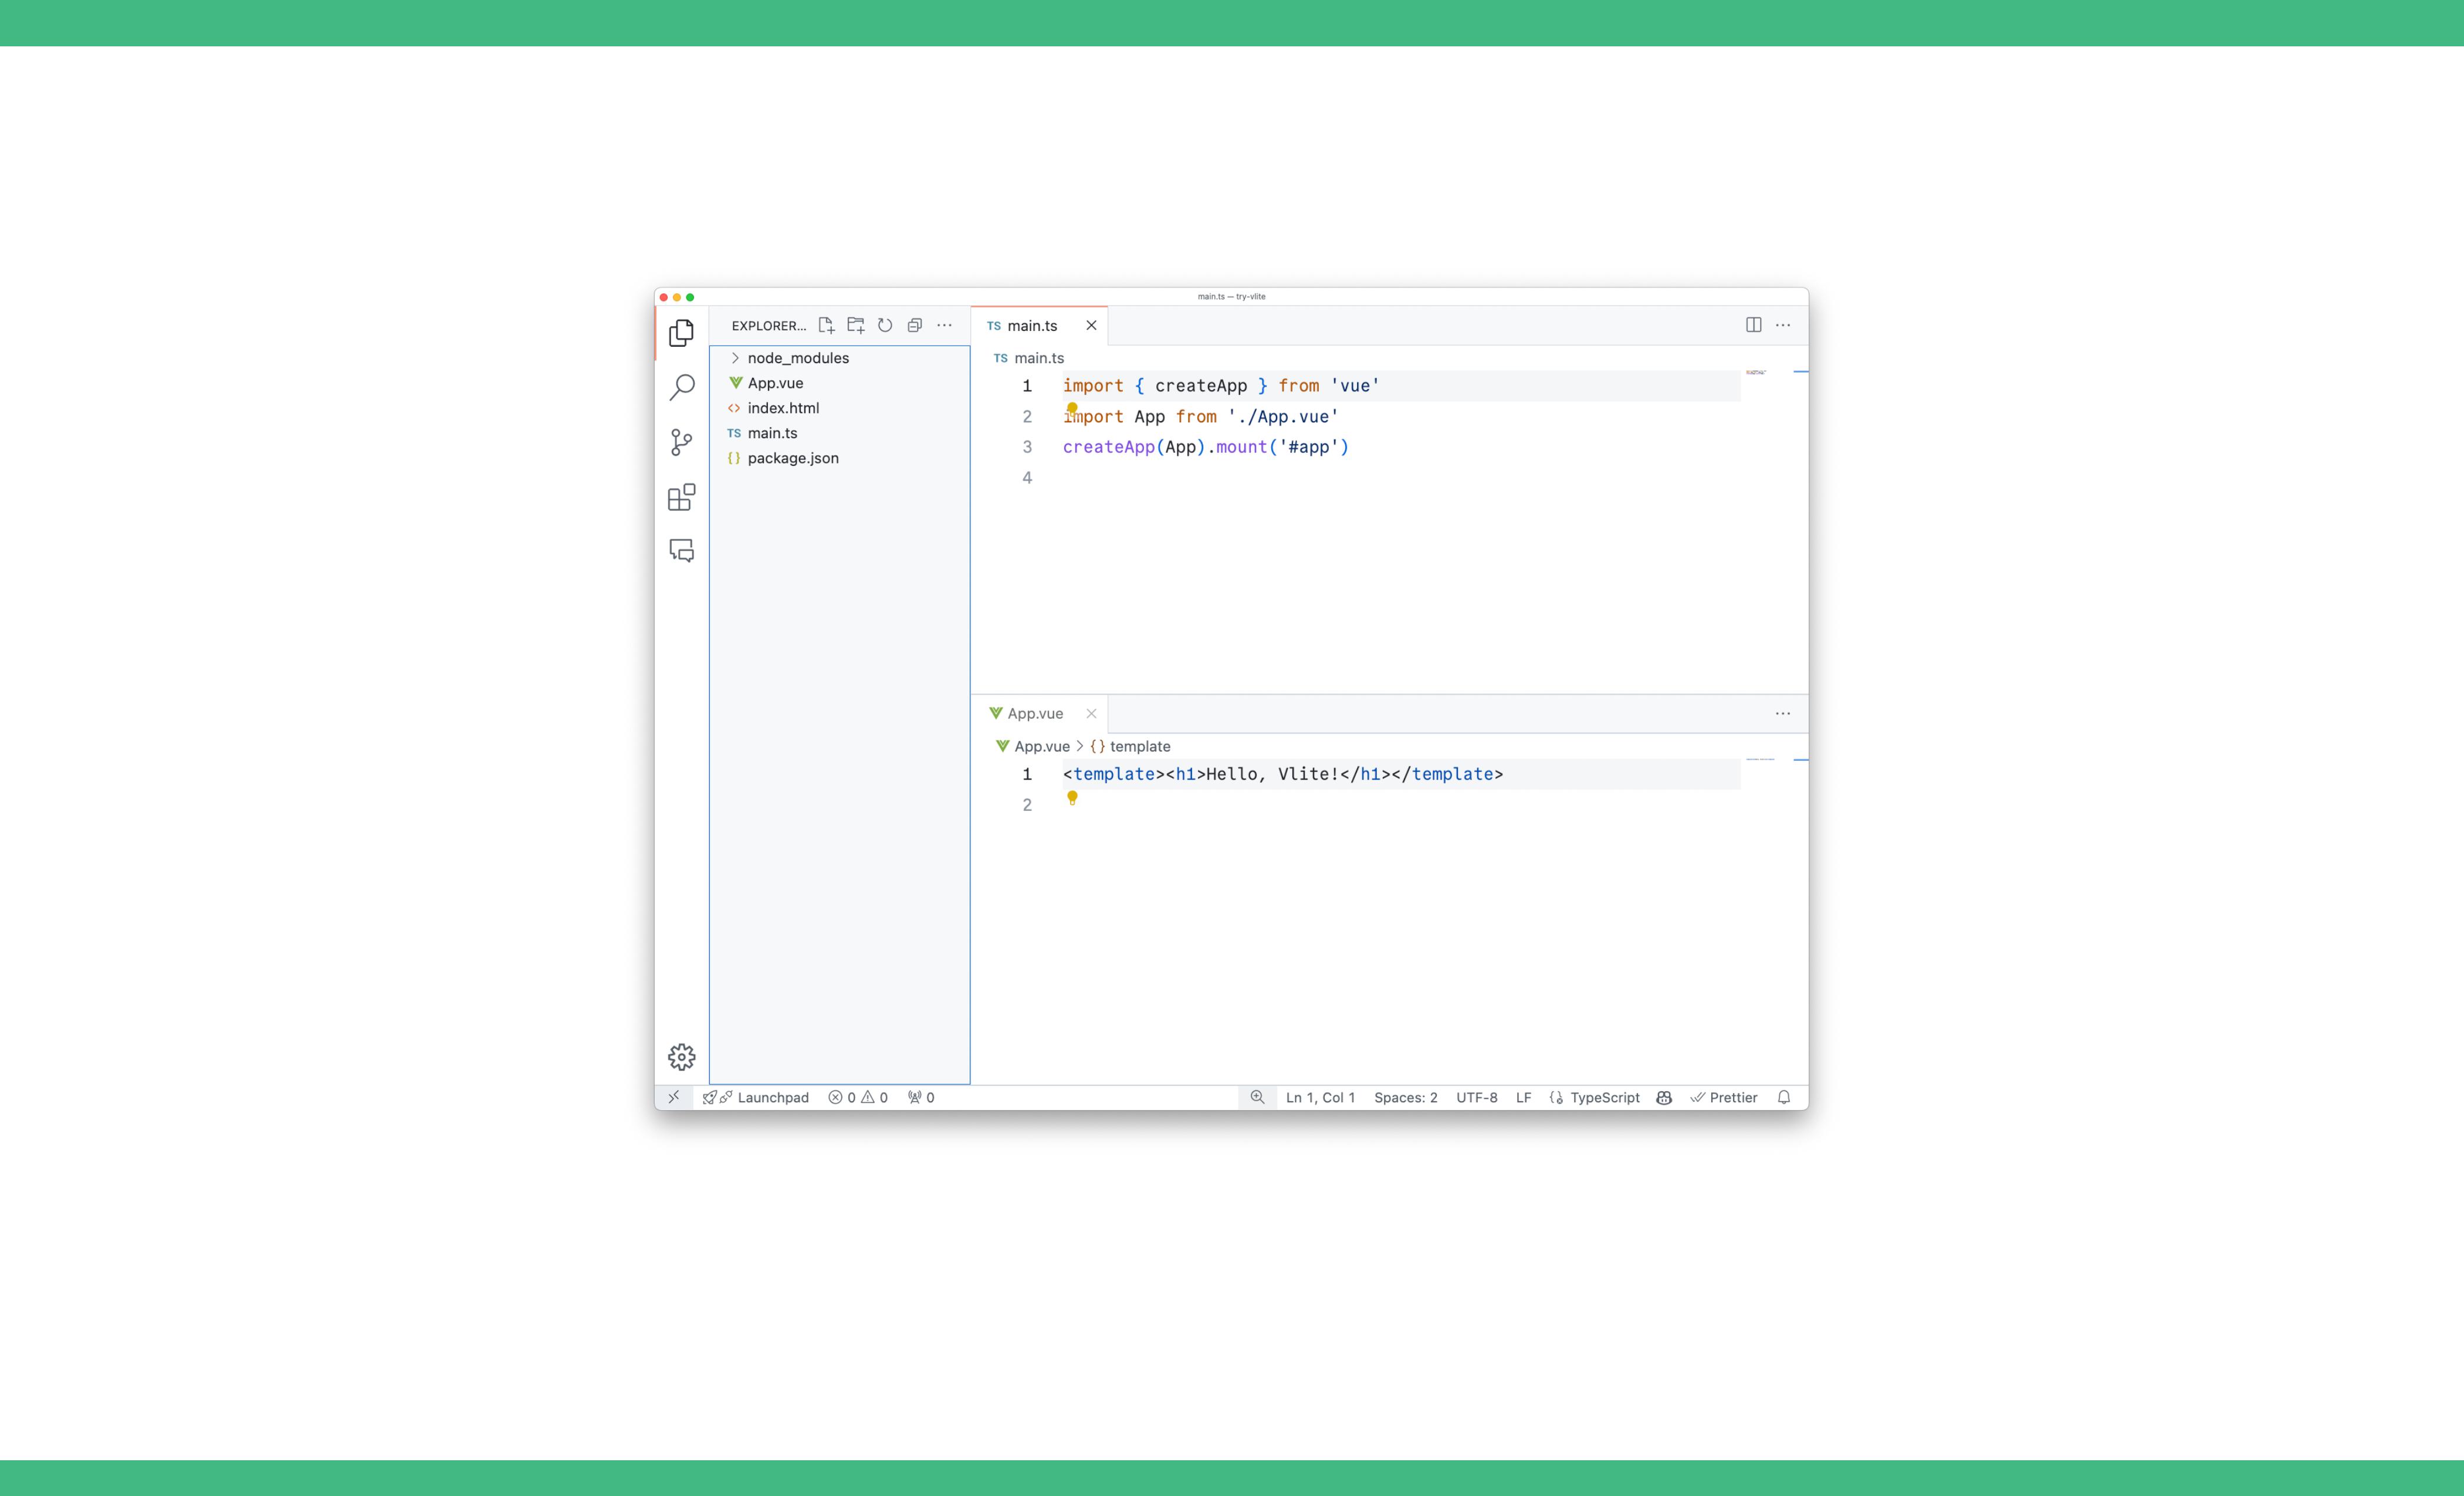 main.ts — try-vlite
EXPLORER...
node_modules
App.vue
index.html
TS main.ts
{} package.json
TS main.ts
TS main.ts
1 import { createApp } from 'vue'
2 import App from './App.vue'
3 createApp(App).mount('#app')
4
App.vue
App.vue > {} template
1 <template><h1>Hello, Vlite!</h1></template>
2
Launchpad 0 0 0 Ln 1, Col 1 Spaces: 2 UTF-8 LF TypeScript Prettier